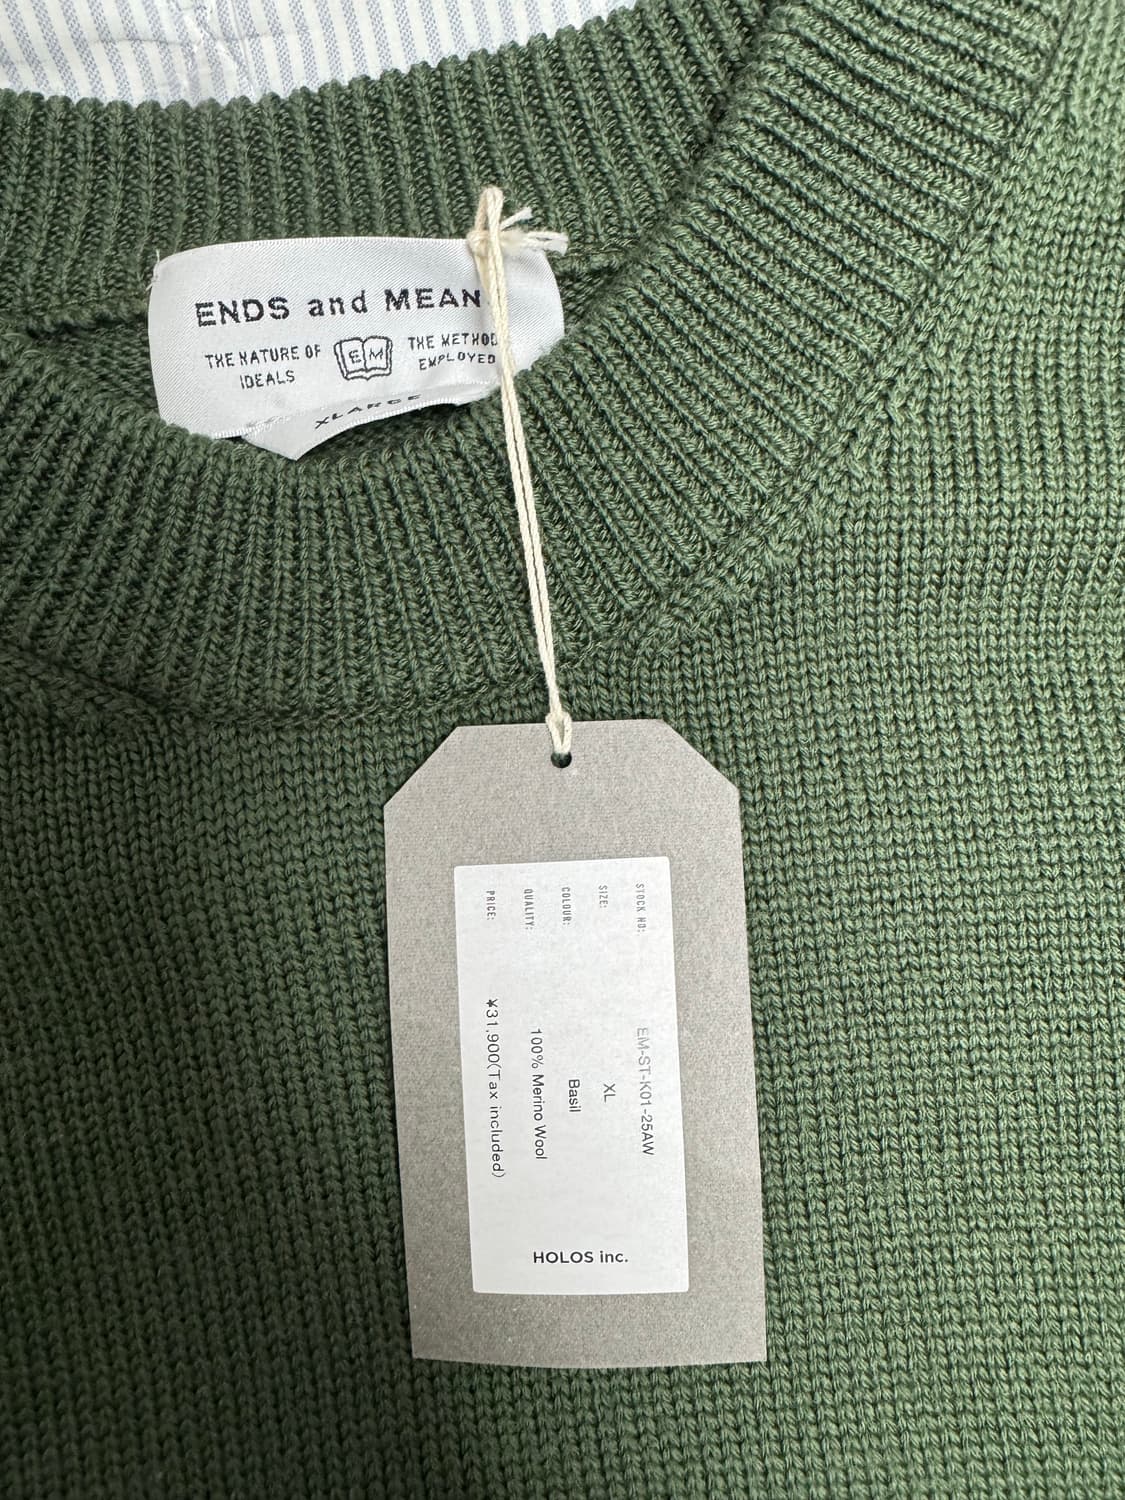 ENDS and MEAN
THE NATURE OF
IDEALS
EM
THE METHOD
EMPLOYED
XLARGE
STOCK NO: EM-ST-K01-25AW
SIZE: XL
COLOUR: Basil
QUALITY: 100% Merino Wool
PRICE: ¥31,900(Tax included)
HOLOS inc.